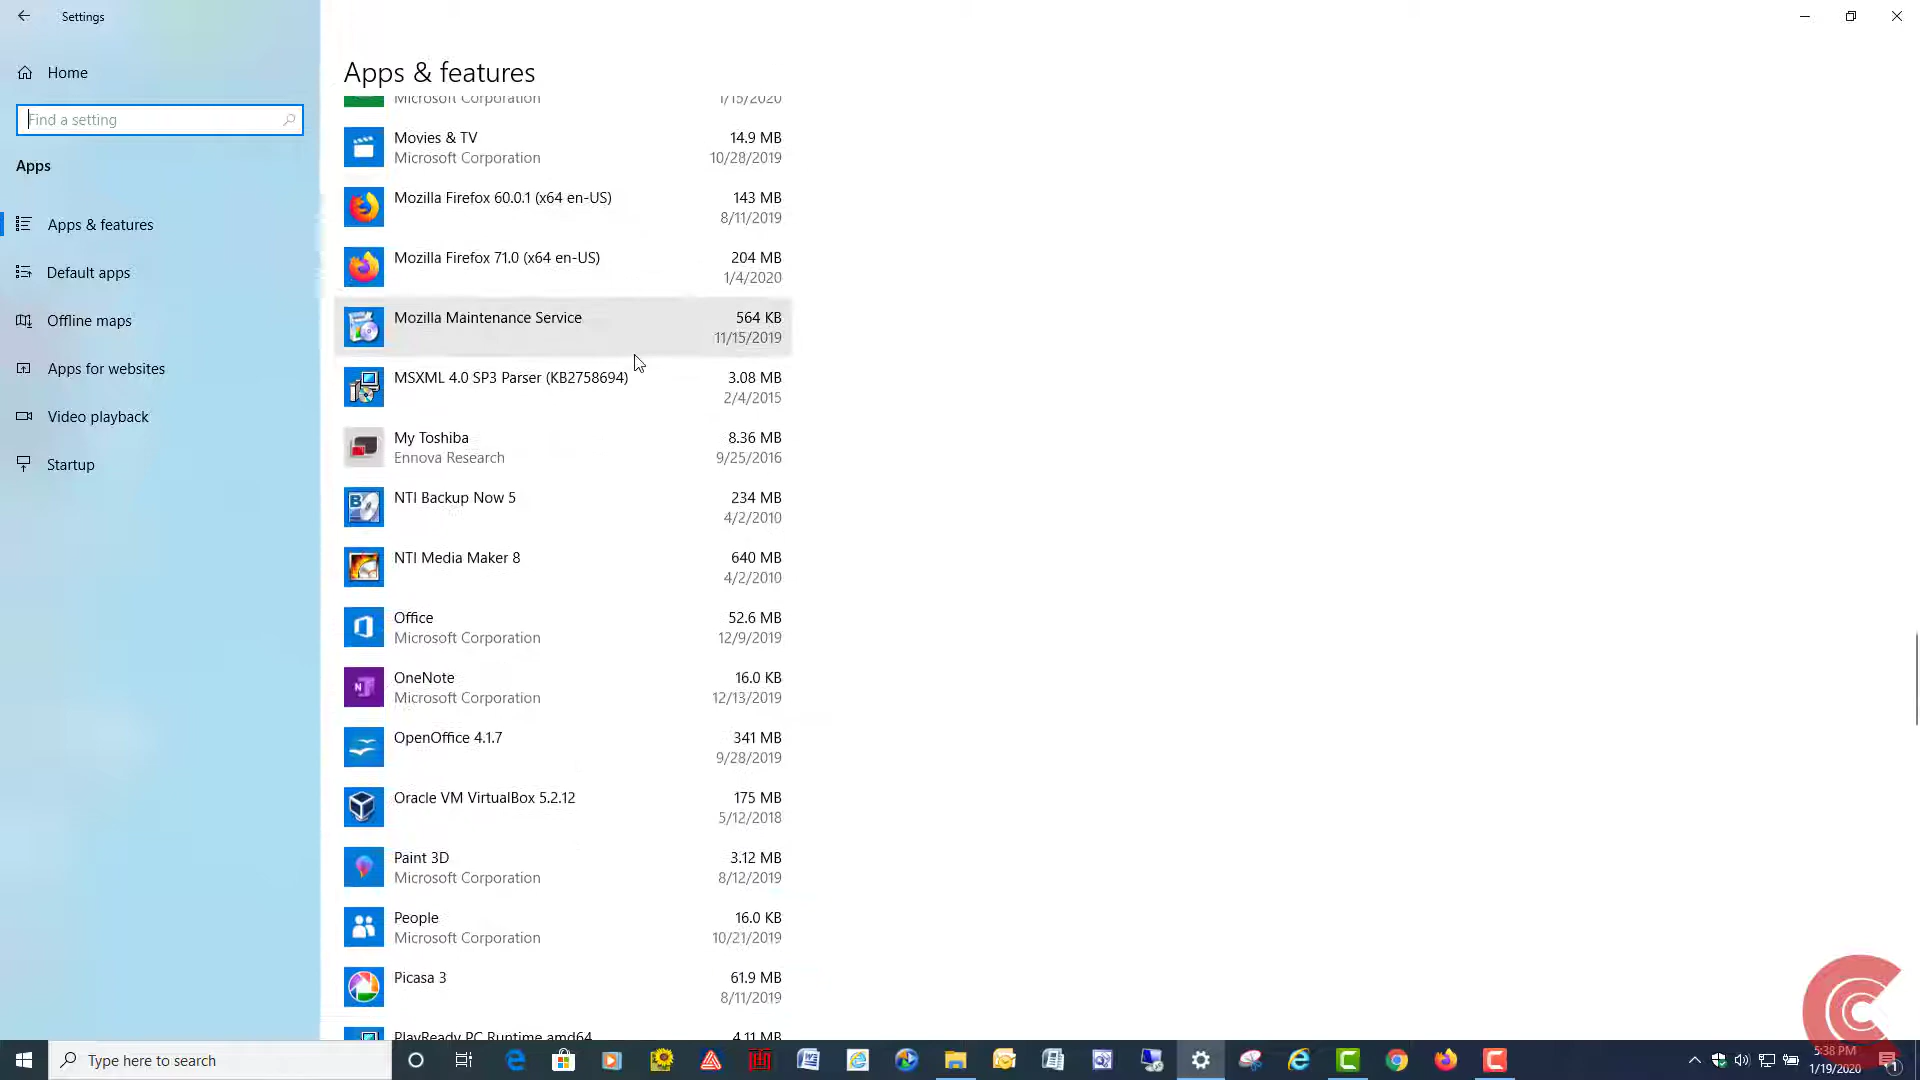 Settings
Home
Find a setting
Apps
Apps & features
Default apps
Offline maps
Apps for websites
Video playback
Startup
Apps & features
Microsoft Corporation 1/15/2020
Movies & TV 14.9 MB
Microsoft Corporation 10/28/2019
Mozilla Firefox 60.0.1 (x64 en-US) 143 MB
8/11/2019
Mozilla Firefox 71.0 (x64 en-US) 204 MB
1/4/2020
Mozilla Maintenance Service 564 KB
11/15/2019
MSXML 4.0 SP3 Parser (KB2758694) 3.08 MB
2/4/2015
My Toshiba 8.36 MB
Ennova Research 9/25/2016
NTI Backup Now 5 234 MB
4/2/2010
NTI Media Maker 8 640 MB
4/2/2010
Office 52.6 MB
Microsoft Corporation 12/9/2019
OneNote 16.0 KB
Microsoft Corporation 12/13/2019
OpenOffice 4.1.7 341 MB
9/28/2019
Oracle VM VirtualBox 5.2.12 175 MB
5/12/2018
Paint 3D 3.12 MB
Microsoft Corporation 8/12/2019
People 16.0 KB
Microsoft Corporation 10/21/2019
Picasa 3 61.9 MB
8/11/2019
PlayReady PC Runtime amd64 4.11 MB
Type here to search
5:38 PM
1/19/2020
1